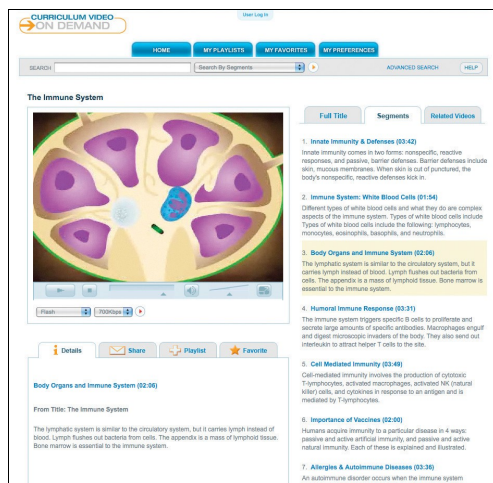 CURRICULUM VIDEO
ON DEMAND
User Log In
HOME MY PLAYLISTS MY FAVORITES MY PREFERENCES
SEARCH Search By Segments ADVANCED SEARCH HELP
The Immune System
Full Title Segments Related Videos
1. Innate Immunity & Defenses (03:42)
Innate immunity comes in two forms: nonspecific, reactive
responses, and passive, barrier defenses. Barrier defenses include
skin, mucous membranes. When skin is cut of punctured, the
body's nonspecific, reactive defenses kick in.
2. Immune System: White Blood Cells (01:54)
Different types of white blood cells and what they do are complex
aspects of the immune system. Types of white blood cells include
Types of white blood cells include the following: lymphocytes,
monocytes, eosinophils, basophils, and neutrophils.
3. Body Organs and Immune System (02:06)
The lymphatic system is similar to the circulatory system, but it
carries lymph instead of blood. Lymph flushes out bacteria from
cells. The appendix is a mass of lymphoid tissue. Bone marrow is
essential to the immune system.
4. Humoral Immune Response (03:31)
The immune system triggers specific B cells to proliferate and
secrete large amounts of specific antibodies. Macrophages engulf
and digest microscopic invaders of the body. They also send out
interleukin to attract helper T cells to the site.
5. Cell Mediated Immunity (03:49)
Cell-mediated immunity involves the production of cytotoxic
T-lymphocytes, activated macrophages, activated NK (natural
killer) cells, and cytokines in response to an antigen and is
mediated by T-lymphocytes.
6. Importance of Vaccines (02:00)
Humans acquire immunity to a particular disease in 4 ways:
passive and active artificial immunity, and passive and active
natural immunity. Each of these is explained and illustrated.
7. Allergies & Autoimmune Diseases (03:36)
An autoimmune disorder occurs when the immune system
Flash 700Kbps
Details Share Playlist Favorite
Body Organs and Immune System (02:06)
From Title: The Immune System
The lymphatic system is similar to the circulatory system, but it carries lymph instead of
blood. Lymph flushes out bacteria from cells. The appendix is a mass of lymphoid tissue.
Bone marrow is essential to the immune system.